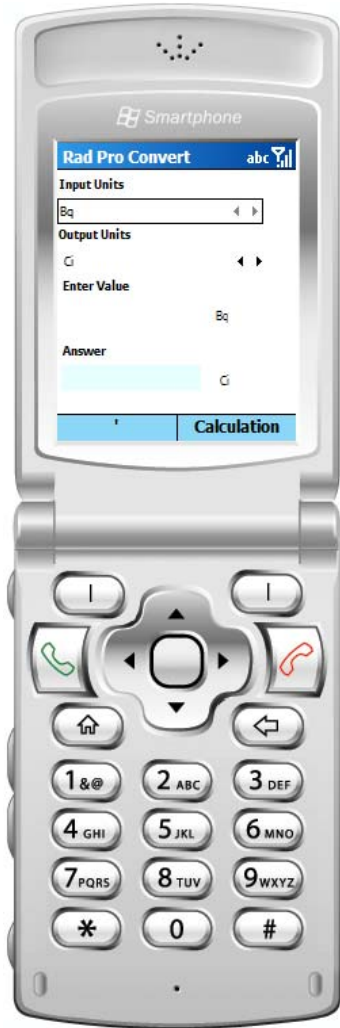 Smartphone
Rad Pro Convert abc
Input Units
Bq
Output Units
Ci
Enter Value
Bq
Answer
Ci
' Calculation
1 &@ 2 ABC 3 DEF
4 GHI 5 JKL 6 MNO
7 PQRS 8 TUV 9 WXYZ
* 0 #